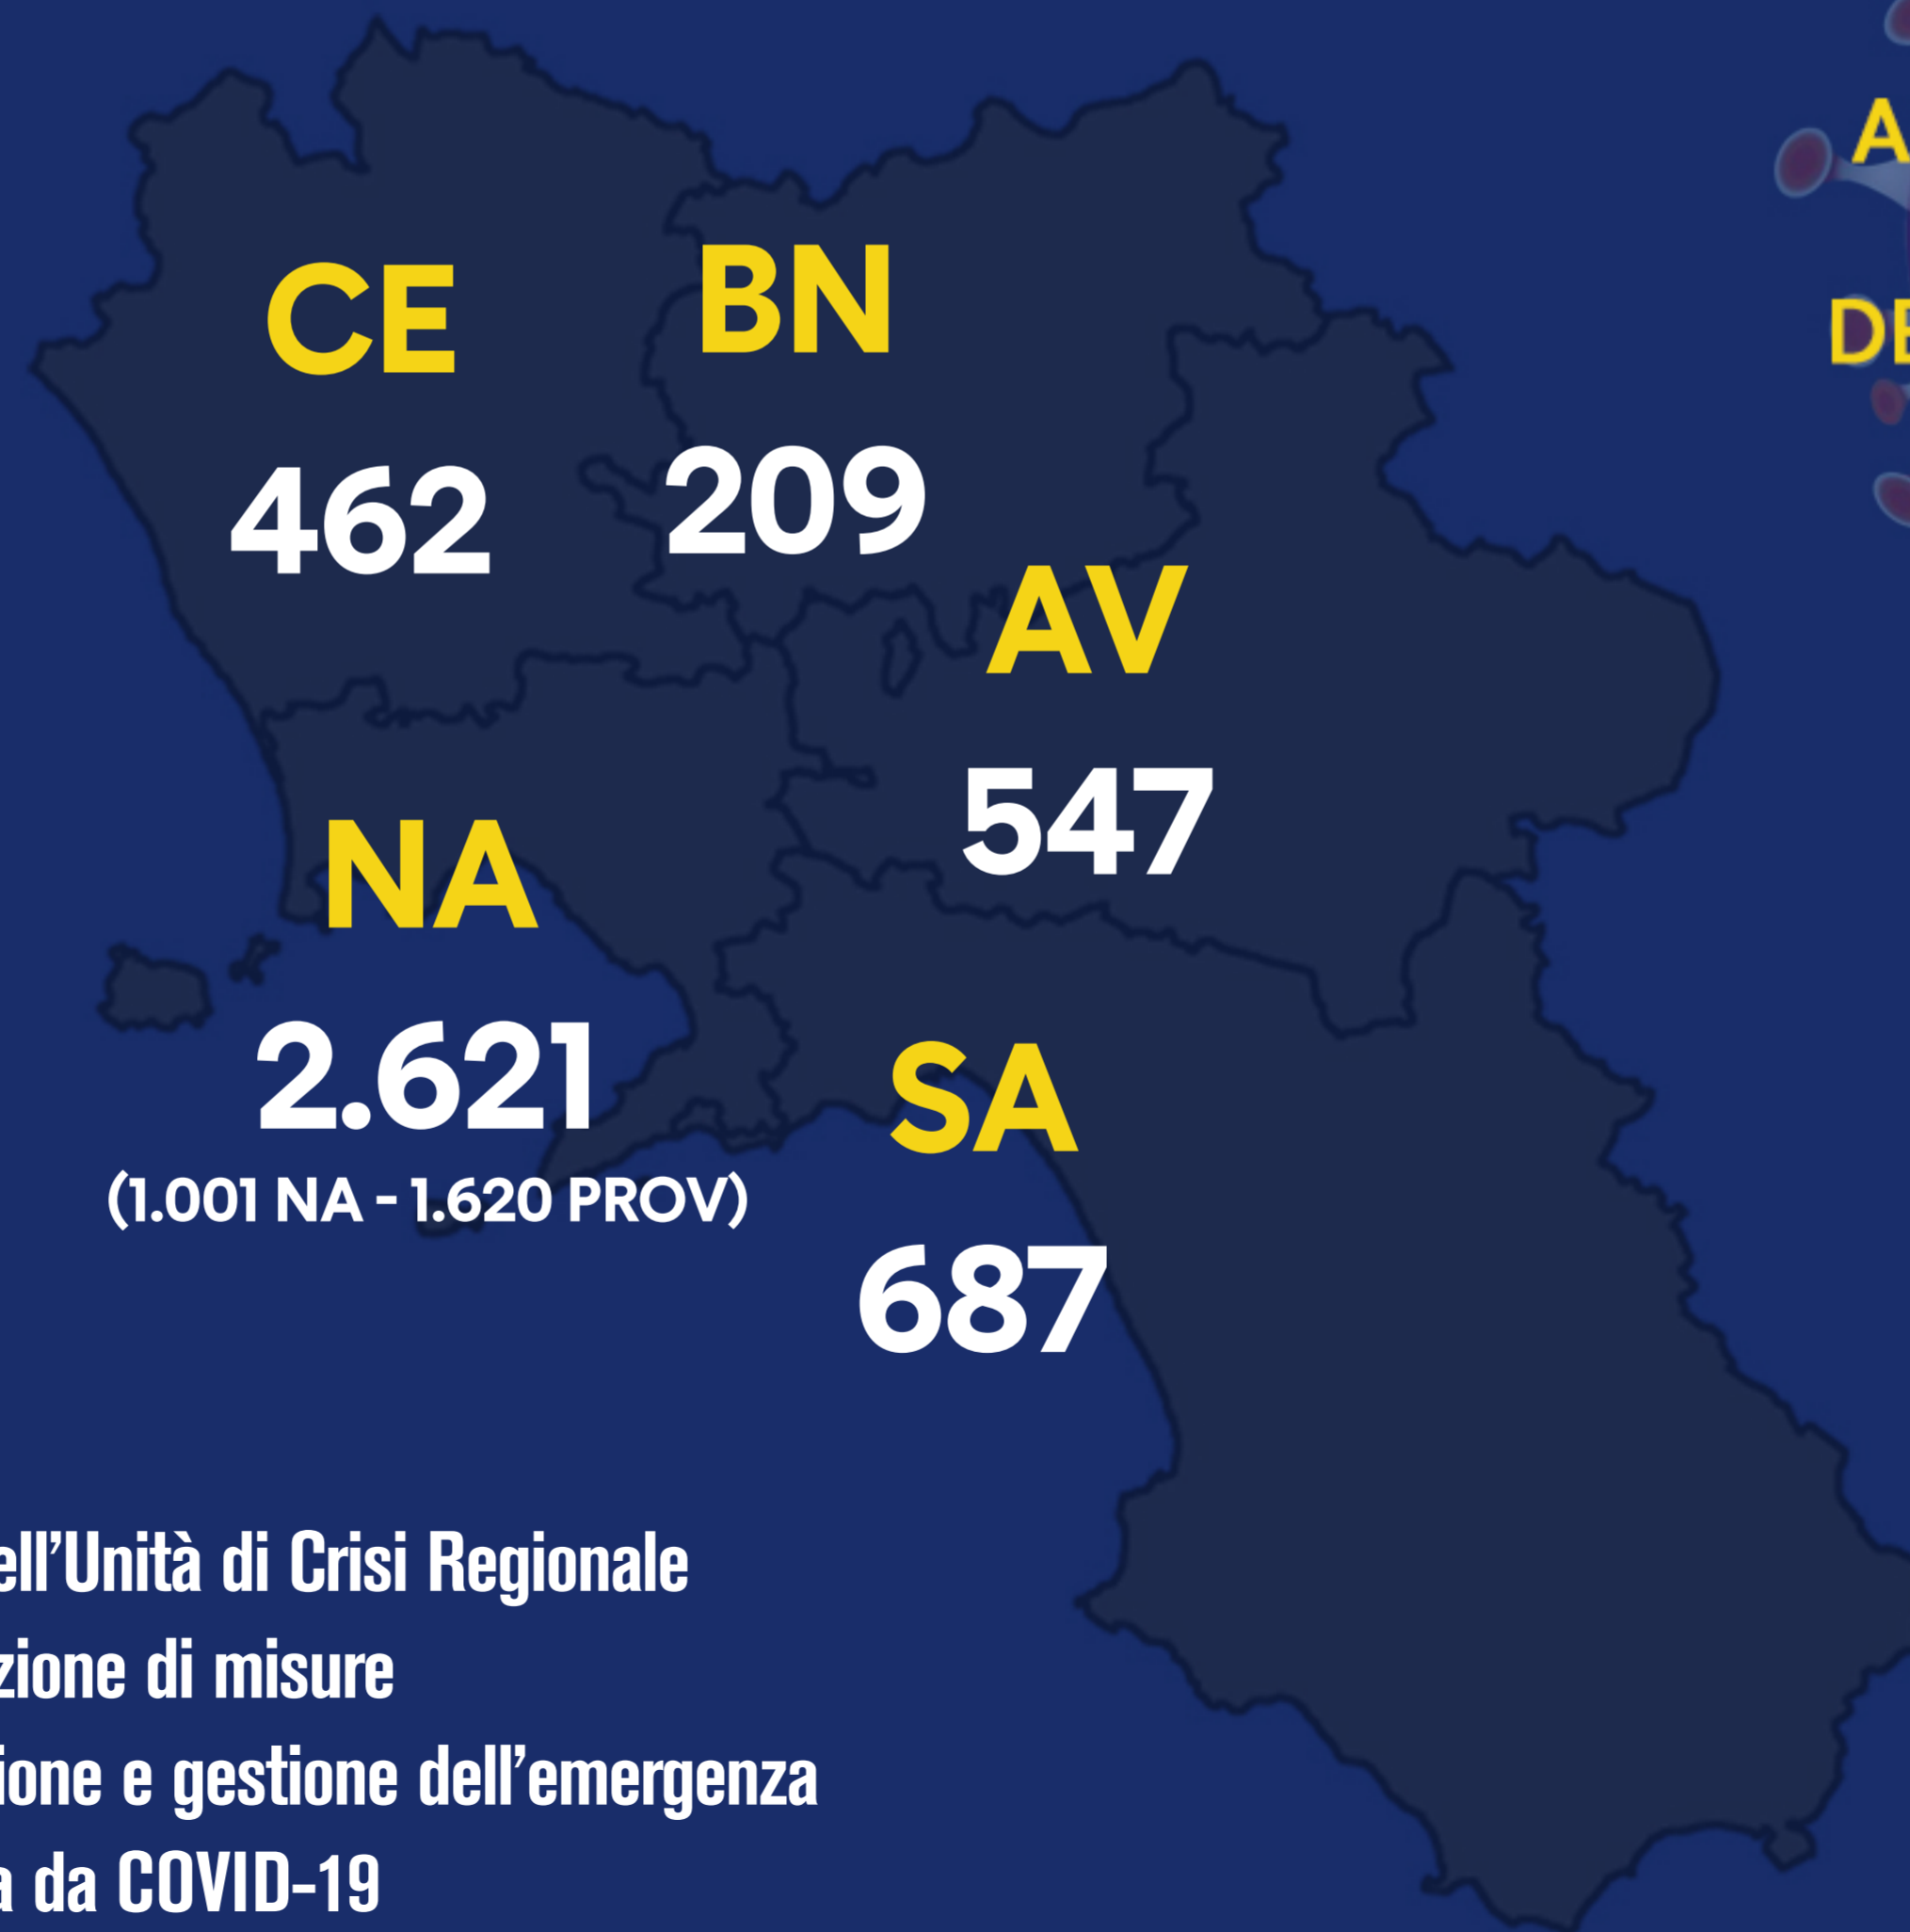 CE
462
BN
209
AV
547
NA
2.621
(1.001 NA - 1.620 PROV)
SA
687
ell’Unità di Crisi Regionale
zione di misure
ione e gestione dell’emergenza
a da COVID-19
A
DE